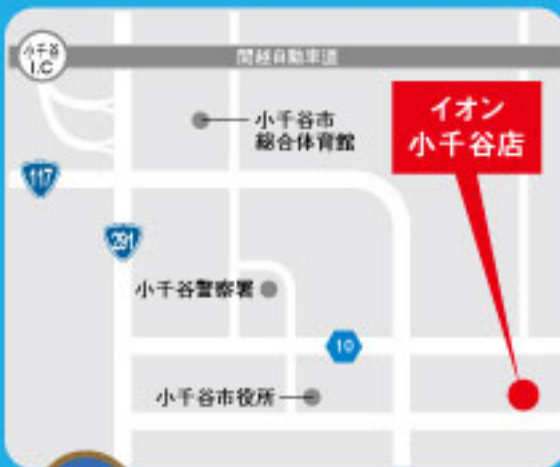 小千谷
I.C
関越自動車道
小千谷市
総合体育館
イオン
小千谷店
117
291
小千谷警察署
10
小千谷市役所